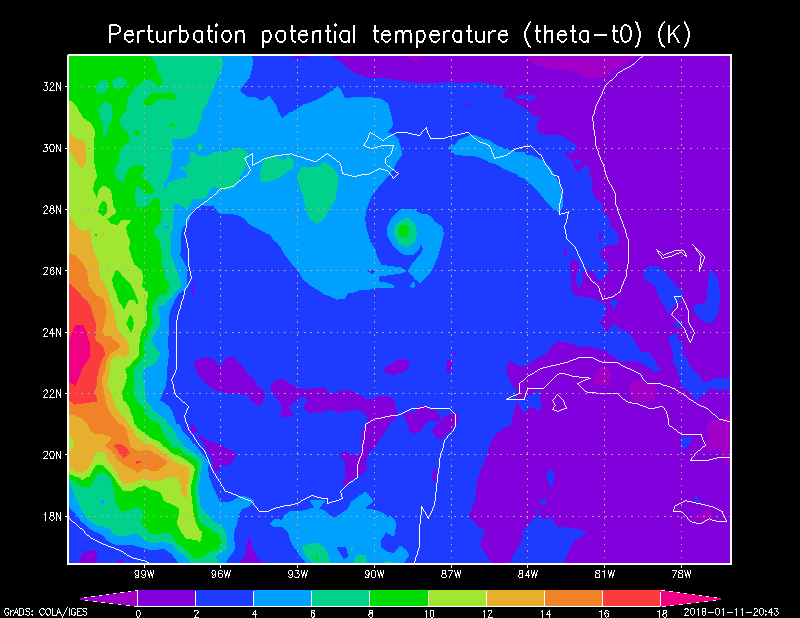 Perturbation potential temperature (theta-t0) (K)
32N
30N
28N
26N
24N
22N
20N
18N
99W 96W 93W 90W 87W 84W 81W 78W
0 2 4 6 8 10 12 14 16 18
GrADS: COLA/IGES 2018-01-11-20:43